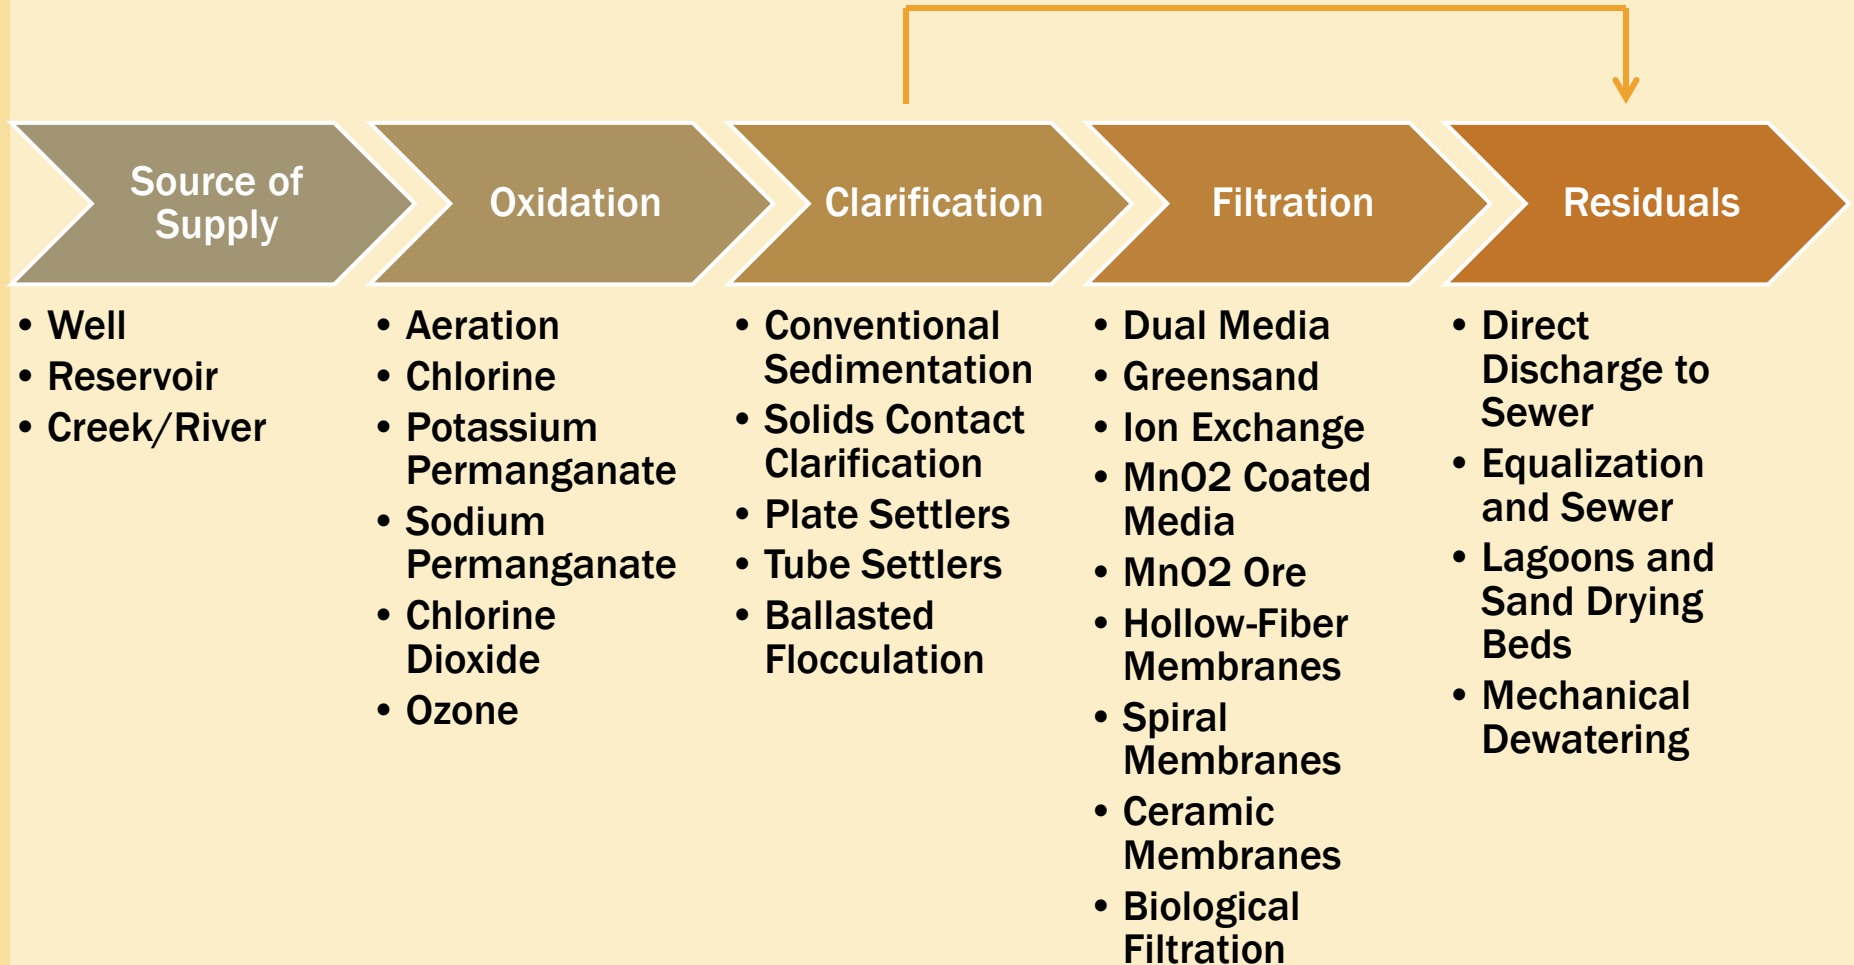 Source of
Supply
Oxidation
Clarification
Filtration
Residuals
• Well
• Reservoir
• Creek/River
• Aeration
• Chlorine
• Potassium
Permanganate
• Sodium
Permanganate
• Chlorine
Dioxide
• Ozone
• Conventional
Sedimentation
• Solids Contact
Clarification
• Plate Settlers
• Tube Settlers
• Ballasted
Flocculation
• Dual Media
• Greensand
• Ion Exchange
• MnO2 Coated
Media
• MnO2 Ore
• Hollow-Fiber
Membranes
• Spiral
Membranes
• Ceramic
Membranes
• Biological
Filtration
• Direct
Discharge to
Sewer
• Equalization
and Sewer
• Lagoons and
Sand Drying
Beds
• Mechanical
Dewatering